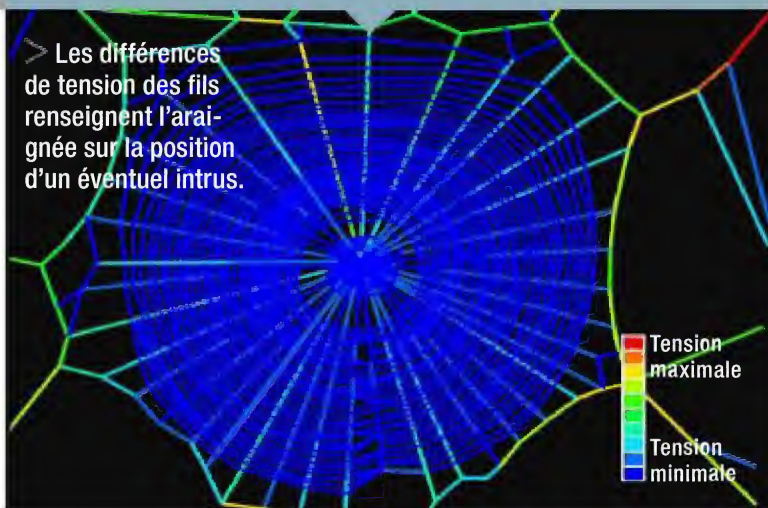 > Les différences
de tension des fils
renseignent l'arai-
gnée sur la position
d'un éventuel intrus.
Tension
maximale
Tension
minimale